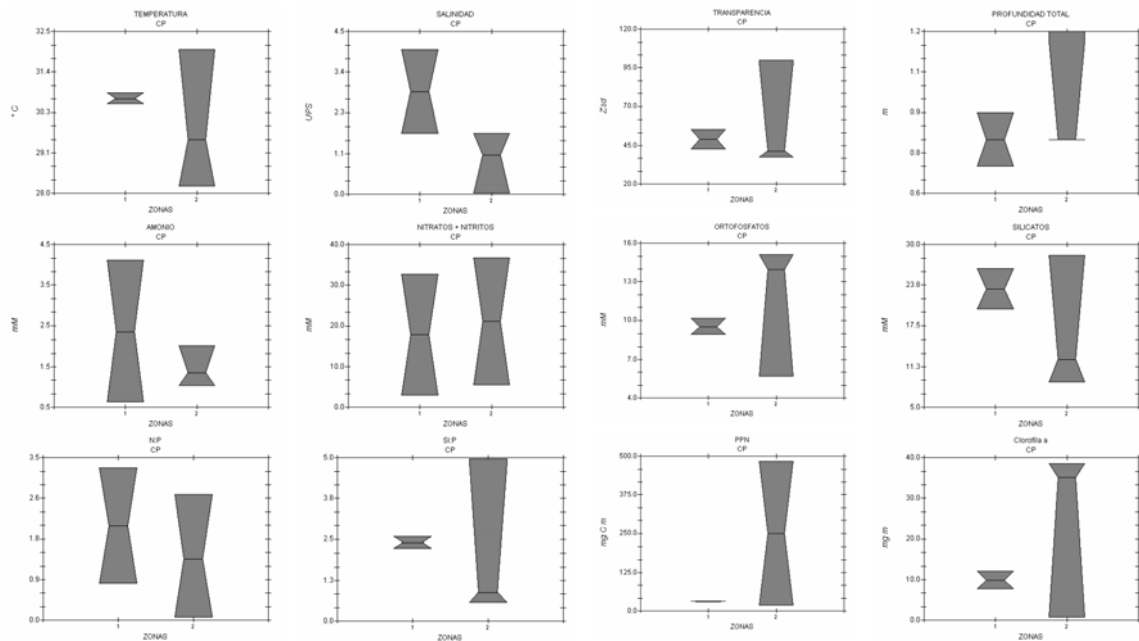 TEMPERATURA
CP
32.5
31.4
30.3
29.1
28.0
° C
1
2
ZONAS
SALINIDAD
CP
4.5
3.4
2.3
1.1
0.0
UPS
1
2
ZONAS
TRANSPARENCIA
CP
120.0
95.0
70.0
45.0
20.0
Zsd
1
2
ZONAS
PROFUNDIDAD TOTAL
CP
1.2
1.1
0.9
0.8
0.6
m
1
2
ZONAS
AMONIO
CP
4.5
3.5
2.5
1.5
0.5
mM
1
2
ZONAS
NITRATOS + NITRITOS
CP
40.0
30.0
20.0
10.0
0.0
mM
1
2
ZONAS
ORTOFOSFATOS
CP
16.0
13.0
10.0
7.0
4.0
mM
1
2
ZONAS
SILICATOS
CP
30.0
23.8
17.5
11.3
5.0
mM
1
2
ZONAS
N:P
CP
3.5
2.6
1.8
0.9
0.0
1
2
ZONAS
SI:P
CP
5.0
3.8
2.5
1.3
0.0
1
2
ZONAS
PPN
CP
500.0
375.0
250.0
125.0
0.0
mg C m
1
2
ZONAS
Clorofila a
CP
40.0
30.0
20.0
10.0
0.0
mg m
1
2
ZONAS